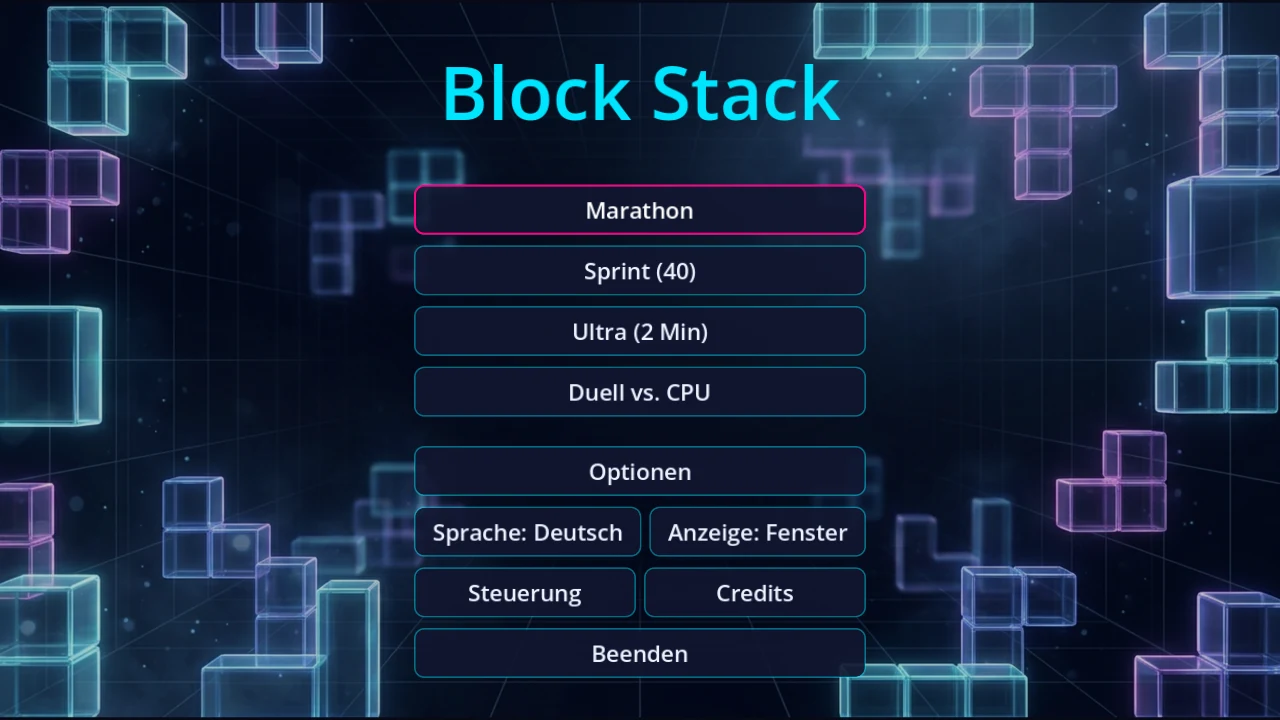 Block Stack
Marathon
Sprint (40)
Ultra (2 Min)
Duell vs. CPU
Optionen
Sprache: Deutsch
Anzeige: Fenster
Steuerung
Credits
Beenden